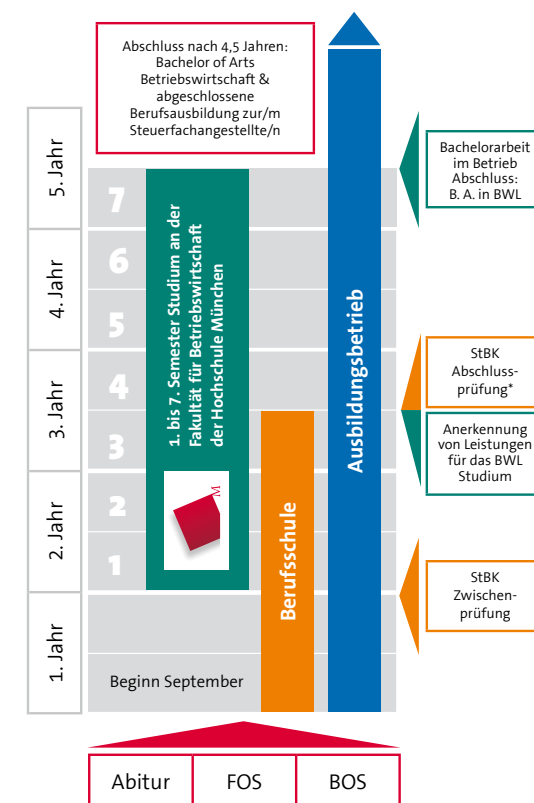 Abschluss nach 4,5 Jahren:
Bachelor of Arts
Betriebswirtschaft &
abgeschlossene
Berufsausbildung zur/m
Steuerfachangestellte/n
5. Jahr
4. Jahr
3. Jahr
2. Jahr
1. Jahr
7
6
5
4
3
2
1
1. bis 7. Semester Studium an der
Fakultät für Betriebswirtschaft
der Hochschule München
M
Berufsschule
Ausbildungsbetrieb
Beginn September
Bachelorarbeit
im Betrieb
Abschluss:
B. A. in BWL
StBK
Abschluss-
prüfung*
Anerkennung
von Leistungen
für das BWL
Studium
StBK
Zwischen-
prüfung
Abitur
FOS
BOS